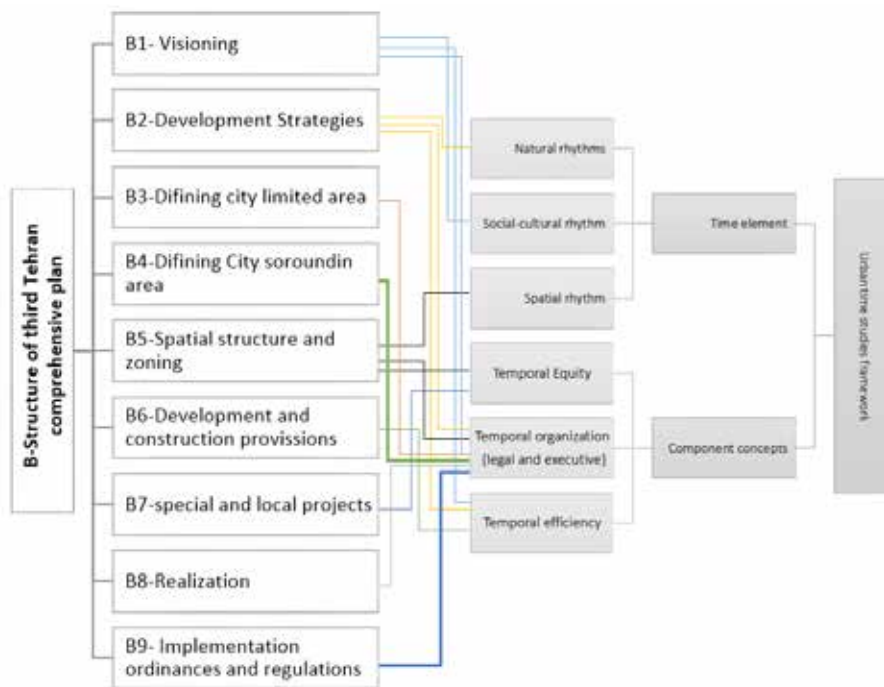 B-Structure of third Tehran
comprehensive plan
B1- Visioning
B2-Development Strategies
B3-Difining city limited area
B4-Difining City soroundin
area
B5-Spatial structure and
zoning
B6-Development and
construction provissions
B7-special and local projects
B8-Realization
B9- Implementation
ordinances and regulations
Natural rhythms
Social-cultural rhythm
Spatial rhythm
Temporal Equity
Temporal organization
(legal and executive)
Temporal efficiency
Time element
Component concepts
Urban time studies framework